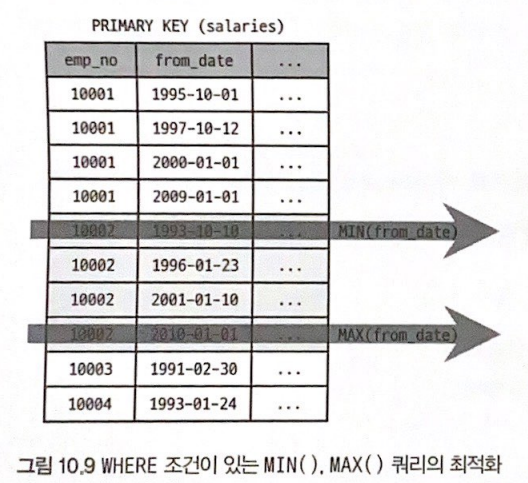 PRIMARY KEY (salaries)
emp_no from_date ...
10001 1995-10-01 ...
10001 1997-10-12 ...
10001 2000-01-01 ...
10001 2009-01-01 ...
10002 1993-10-10 ... MIN(from_date)
10002 1996-01-23 ...
10002 2001-01-10 ...
10002 2010-01-01 ... MAX(from_date)
10003 1991-02-30 ...
10004 1993-01-24 ...
그림 10.9 WHERE 조건이 있는 MIN(), MAX() 쿼리의 최적화